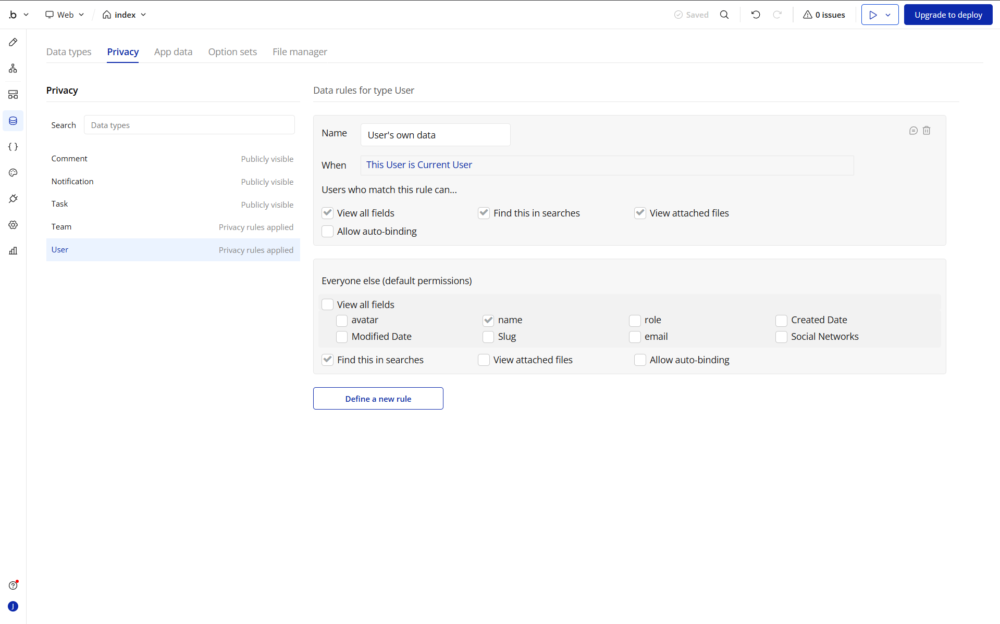 .b Web index Saved 0 issues Upgrade to deploy
Data types Privacy App data Option sets File manager
Privacy
Search Data types
Comment Publicly visible
Notification Publicly visible
Task Publicly visible
Team Privacy rules applied
User Privacy rules applied
Data rules for type User
Name User's own data
When This User is Current User
Users who match this rule can...
View all fields Find this in searches View attached files
Allow auto-binding
Everyone else (default permissions)
View all fields
avatar name role Created Date
Modified Date Slug email Social Networks
Find this in searches View attached files Allow auto-binding
Define a new rule
J